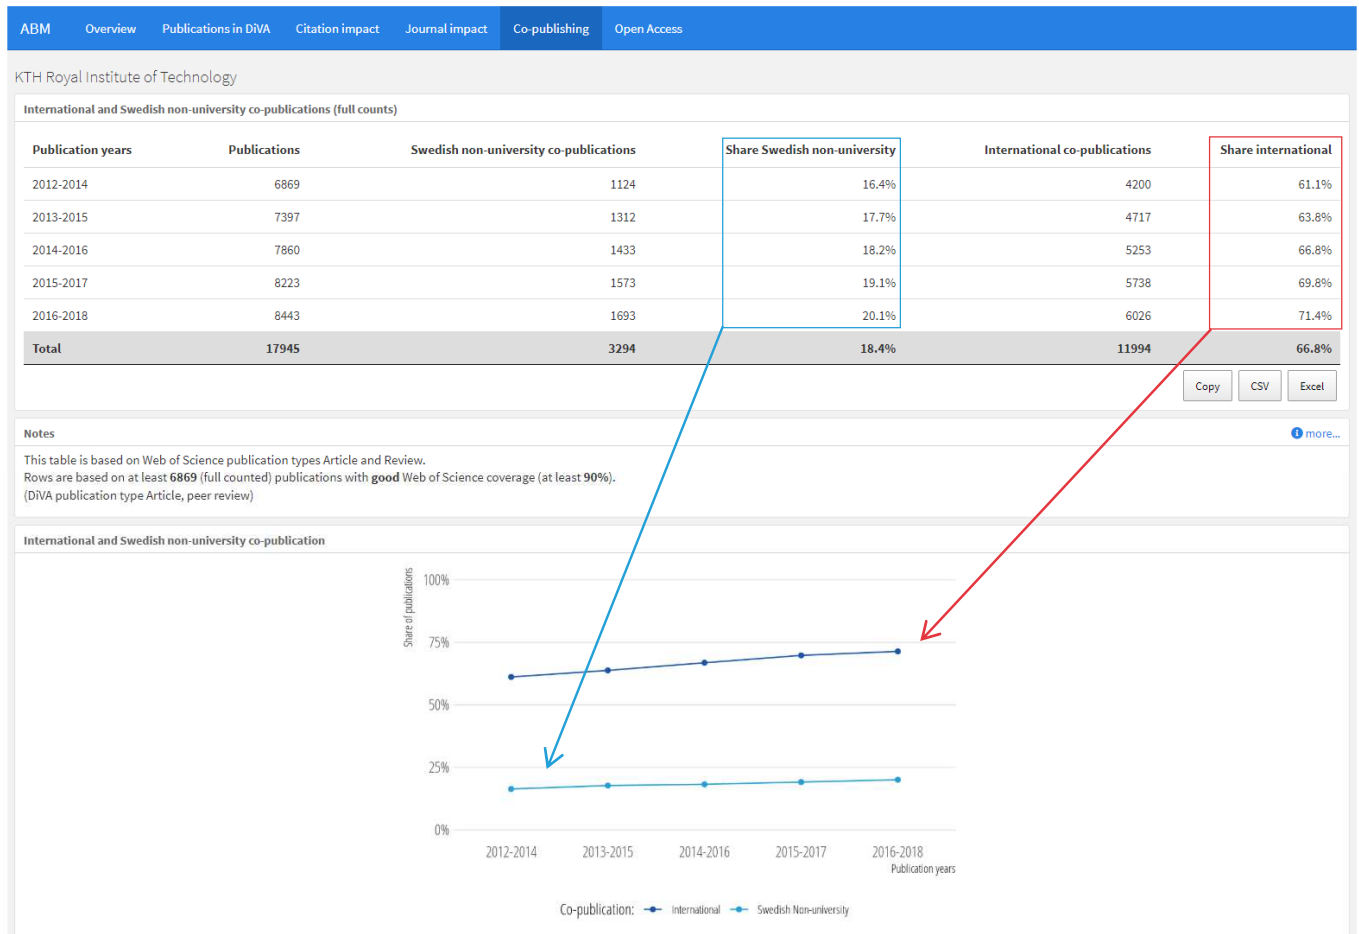 ABM Overview Publications in DiVA Citation impact Journal impact Co-publishing Open Access
KTH Royal Institute of Technology
International and Swedish non-university co-publications (full counts)
Publication years Publications Swedish non-university co-publications Share Swedish non-university International co-publications Share international
2012-2014 6869 1124 16.4% 4200 61.1%
2013-2015 7397 1312 17.7% 4717 63.8%
2014-2016 7860 1433 18.2% 5253 66.8%
2015-2017 8223 1573 19.1% 5738 69.8%
2016-2018 8443 1693 20.1% 6026 71.4%
Total 17945 3294 18.4% 11994 66.8%
Copy CSV Excel
Notes more...
This table is based on Web of Science publication types Article and Review.
Rows are based on at least 6869 (full counted) publications with good Web of Science coverage (at least 90%).
(DiVA publication type Article, peer review)
International and Swedish non-university co-publication
Share of publications
100%
75%
50%
25%
0%
2012-2014 2013-2015 2014-2016 2015-2017 2016-2018
Publication years
Co-publication: International Swedish Non-university